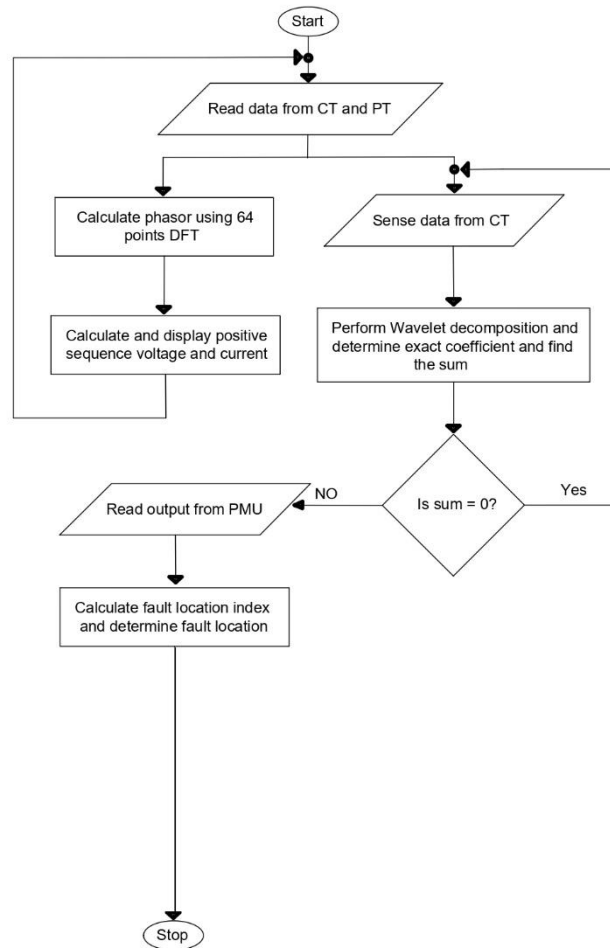 Start
Read data from CT and PT
Calculate phasor using 64
points DFT
Sense data from CT
Calculate and display positive
sequence voltage and current
Perform Wavelet decomposition and
determine exact coefficient and find
the sum
Is sum = 0?
Yes
NO
Read output from PMU
Calculate fault location index
and determine fault location
Stop